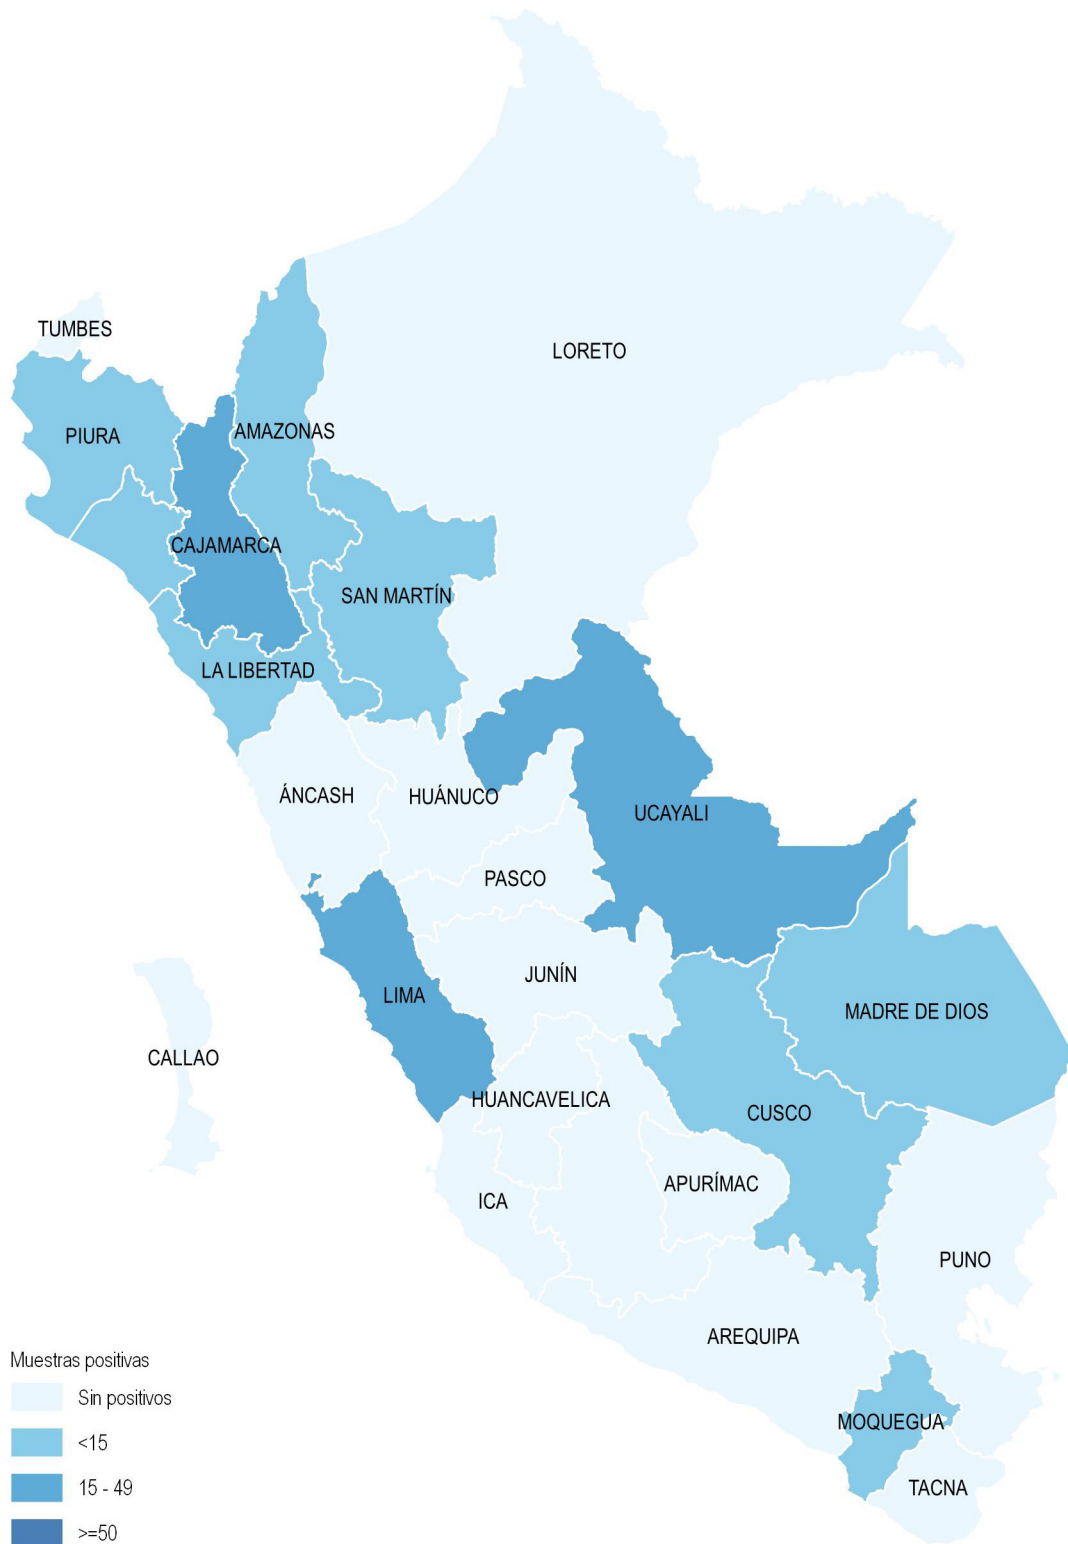 TUMBES
LORETO
PIURA
AMAZONAS
CAJAMARCA
SAN MARTÍN
LA LIBERTAD
ÁNCASH
HUÁNUCO
UCAYALI
PASCO
JUNÍN
LIMA
MADRE DE DIOS
CALLAO
HUANCAVELICA
CUSCO
APURÍMAC
ICA
PUNO
AREQUIPA
MOQUEGUA
TACNA
Muestras positivas
Sin positivos
<15
15 - 49
>=50